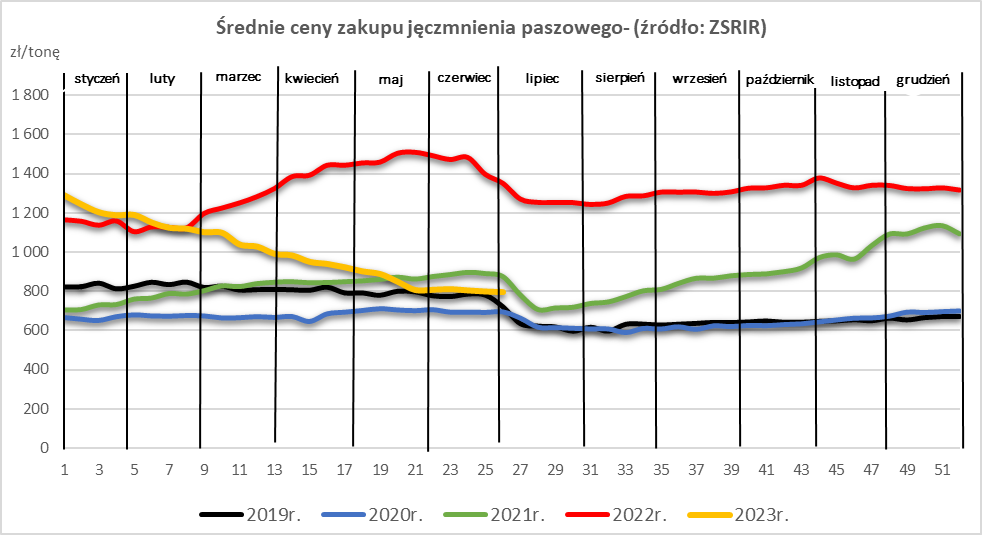 Średnie ceny zakupu jęczmnienia paszowego- (źródło: ZSRIR)
zł/tonę
styczeń luty marzec kwiecień maj czerwiec lipiec sierpień wrzesień październik listopad grudzień
1 800
1 600
1 400
1 200
1 000
800
600
400
200
0
1 3 5 7 9 11 13 15 17 19 21 23 25 27 29 31 33 35 37 39 41 43 45 47 49 51
2019r. 2020r. 2021r. 2022r. 2023r.